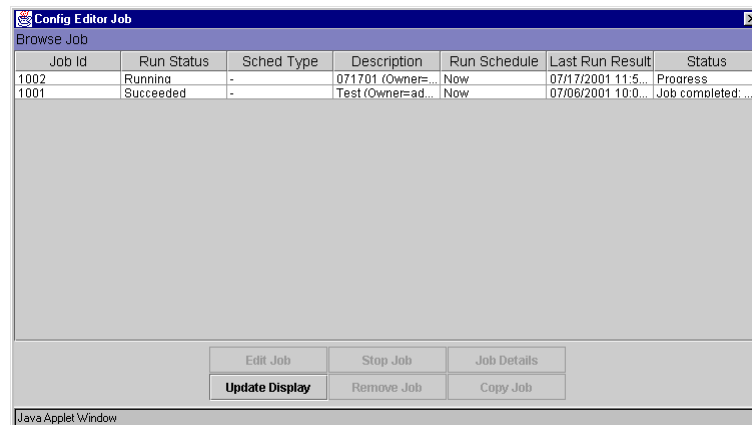 Config Editor Job
Browse Job
Job Id Run Status Sched Type Description Run Schedule Last Run Result Status
1002 Running - 071701 (Owner=... Now 07/17/2001 11:5... Progress
1001 Succeeded - Test (Owner=ad... Now 07/06/2001 10:0... Job completed: ...
Edit Job Stop Job Job Details
Update Display Remove Job Copy Job
Java Applet Window